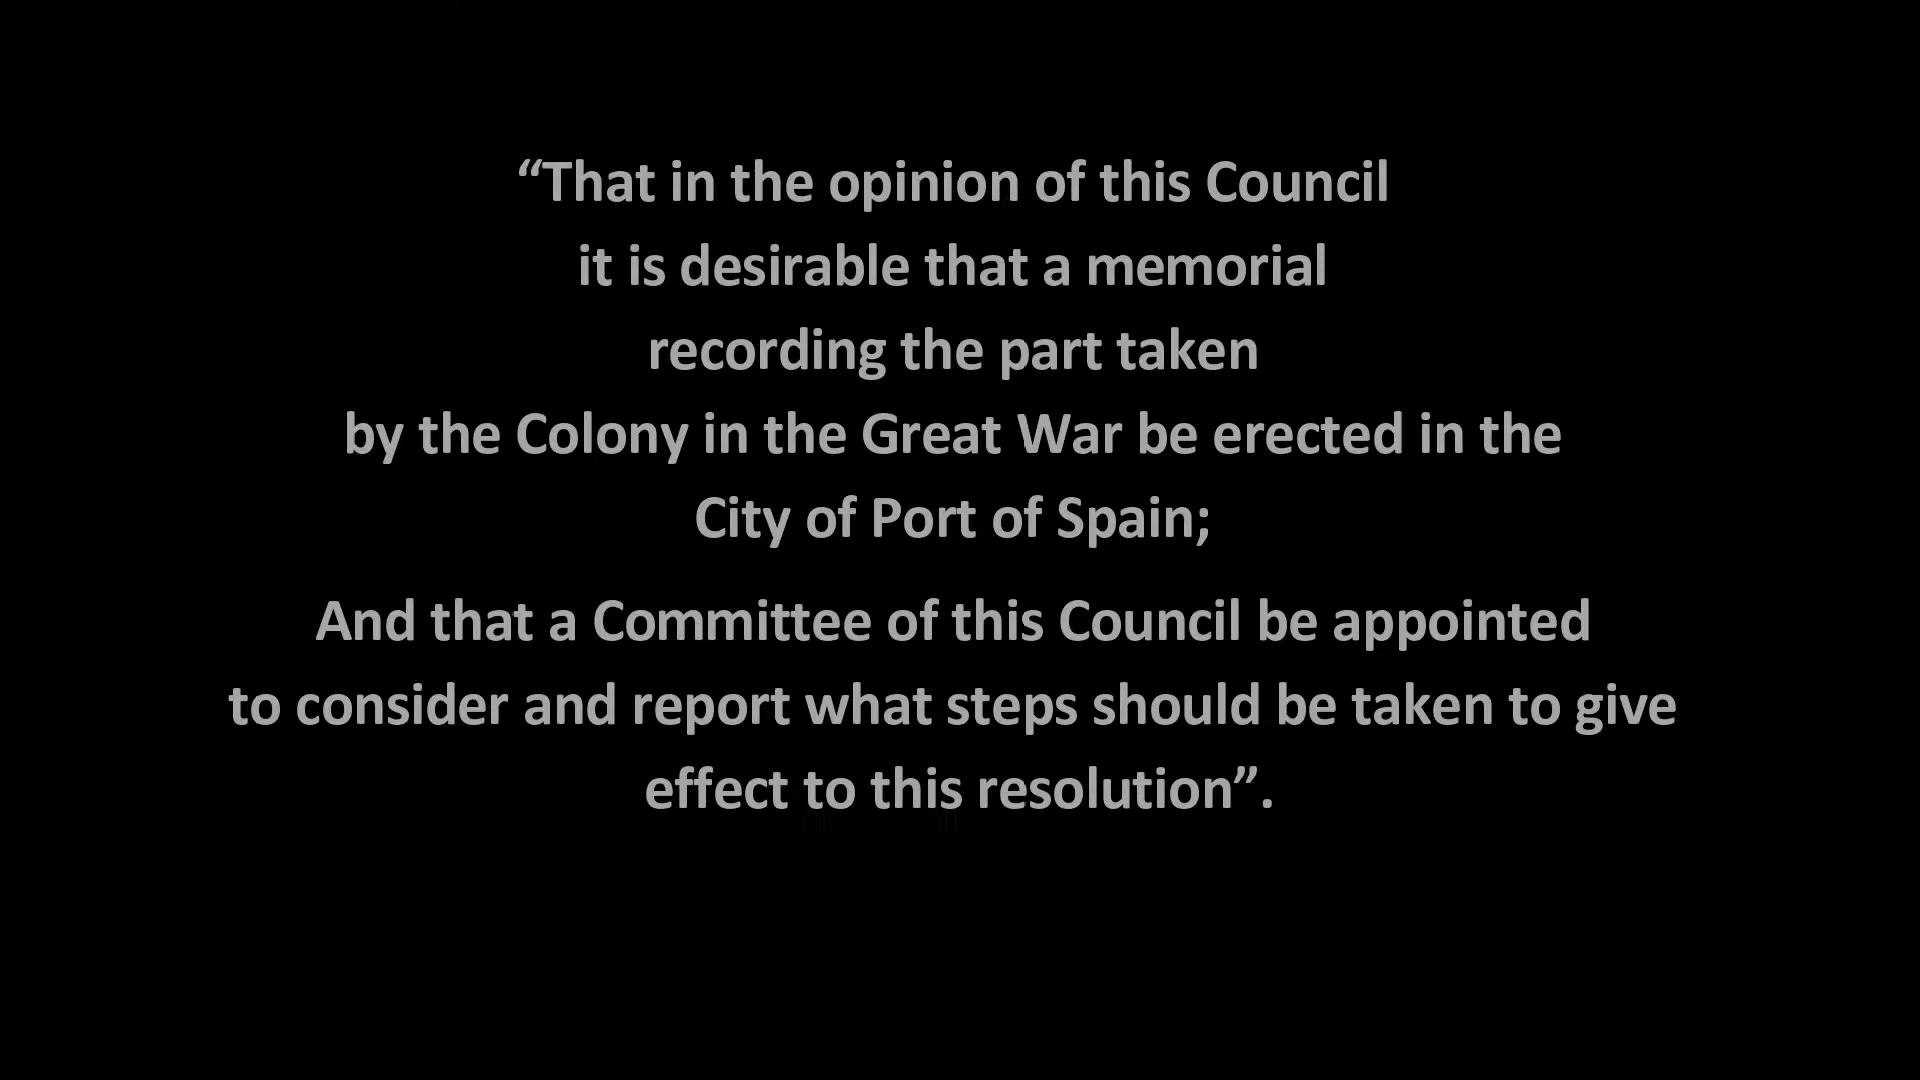 “That in the opinion of this Council
it is desirable that a memorial
recording the part taken
by the Colony in the Great War be erected in the
City of Port of Spain;
And that a Committee of this Council be appointed
to consider and report what steps should be taken to give
effect to this resolution”.